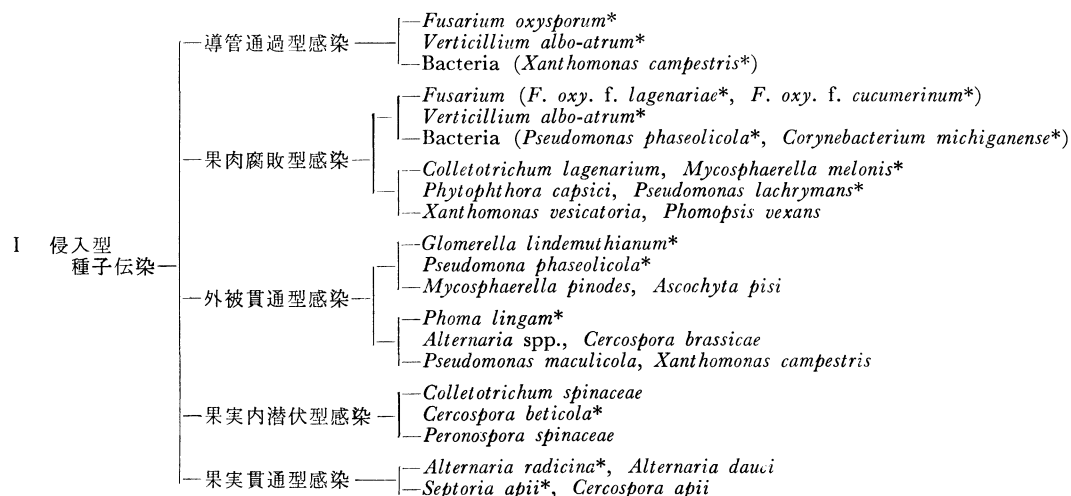 Fusarium oxysporum*
導管通過型感染 Verticillium albo-atrum*
Bacteria (Xanthomonas campestris*)
Fusarium (F. oxy. f. lagenariae*, F. oxy. f. cucumerinum*)
Verticillium albo-atrum*
Bacteria (Pseudomonas phaseolicola*, Corynebacterium michiganense*)
果肉腐敗型感染
Colletotrichum lagenarium, Mycosphaerella melonis*
Phytophthora capsici, Pseudomonas lachrymans*
Xanthomonas vesicatoria, Phomopsis vexans
I 侵入型
種子伝染
Glomerella lindemuthianum*
Pseudomona phaseolicola*
Mycosphaerella pinodes, Ascochyta pisi
外被貫通型感染
Phoma lingam*
Alternaria spp., Cercospora brassicae
Pseudomonas maculicola, Xanthomonas campestris
Colletotrichum spinaceae
果実内潜伏型感染 Cercospora beticola*
Peronospora spinaceae
果実貫通型感染 Alternaria radicina*, Alternaria dauci
Septoria apii*, Cercospora apii